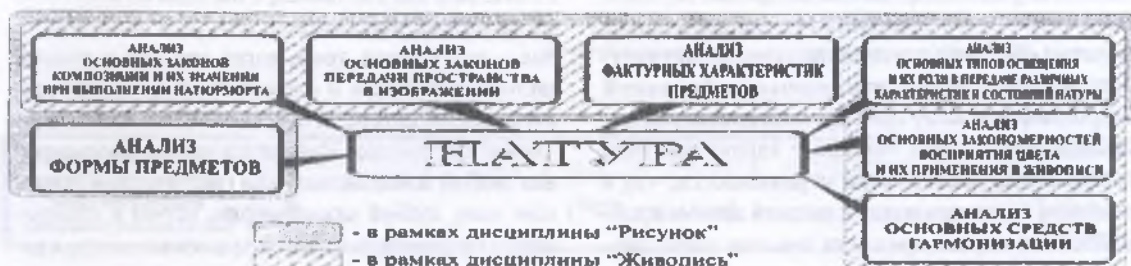 АНАЛИЗ
ОСНОВНЫХ ЗАКОНОВ
КОМПОЗИЦИИ И ИХ ЗНАЧЕНИЯ
ПРИ ВЫПОЛНЕНИИ НАТЮРМОРТА
АНАЛИЗ
ОСНОВНЫХ ЗАКОНОВ
ПЕРЕДАЧИ ПРОСТРАНСТВА
В ИЗОБРАЖЕНИИ
АНАЛИЗ
ФАКТУРНЫХ ХАРАКТЕРИСТИК
ПРЕДМЕТОВ
АНАЛИЗ
ОСНОВНЫХ ТИПОВ ОСВЕЩЕНИЯ
И ИХ РОЛИ В ПЕРЕДАЧЕ РАЗЛИЧНЫХ
ХАРАКТЕРИСТИК И СОСТОЯНИЙ НАТУРЫ
АНАЛИЗ
ФОРМЫ ПРЕДМЕТОВ
НАТУРА
АНАЛИЗ
ОСНОВНЫХ ЗАКОНОМЕРНОСТЕЙ
ВОСПРИЯТИЯ ЦВЕТА
И ИХ ПРИМЕНЕНИЯ В ЖИВОПИСИ
АНАЛИЗ
ОСНОВНЫХ СРЕДСТВ
ГАРМОНИЗАЦИИ
- в рамках дисциплины "Рисунок"
- в рамках дисциплины "Живопись"